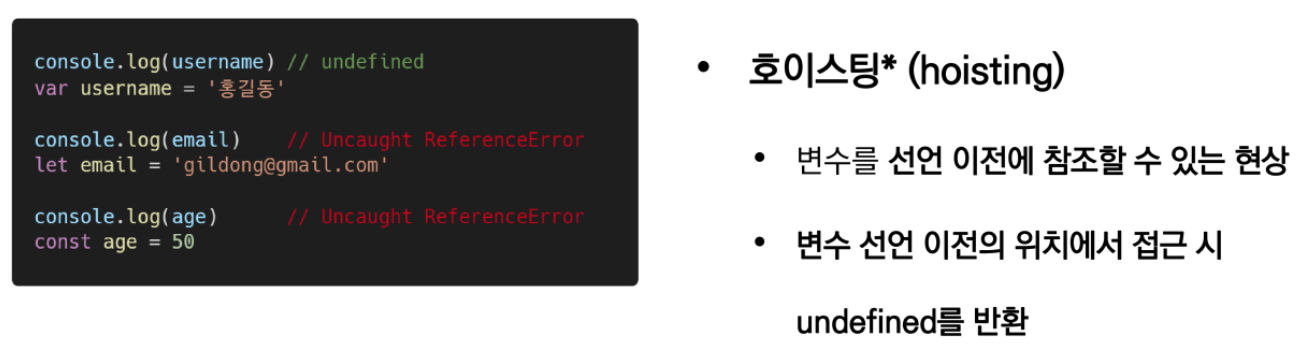 console.log(username) // undefined
var username = '홍길동'
console.log(email)    // Uncaught ReferenceError
let email = 'gildong@gmail.com'
console.log(age)      // Uncaught ReferenceError
const age = 50
• 호이스팅* (hoisting)
• 변수를 선언 이전에 참조할 수 있는 현상
• 변수 선언 이전의 위치에서 접근 시
undefined를 반환